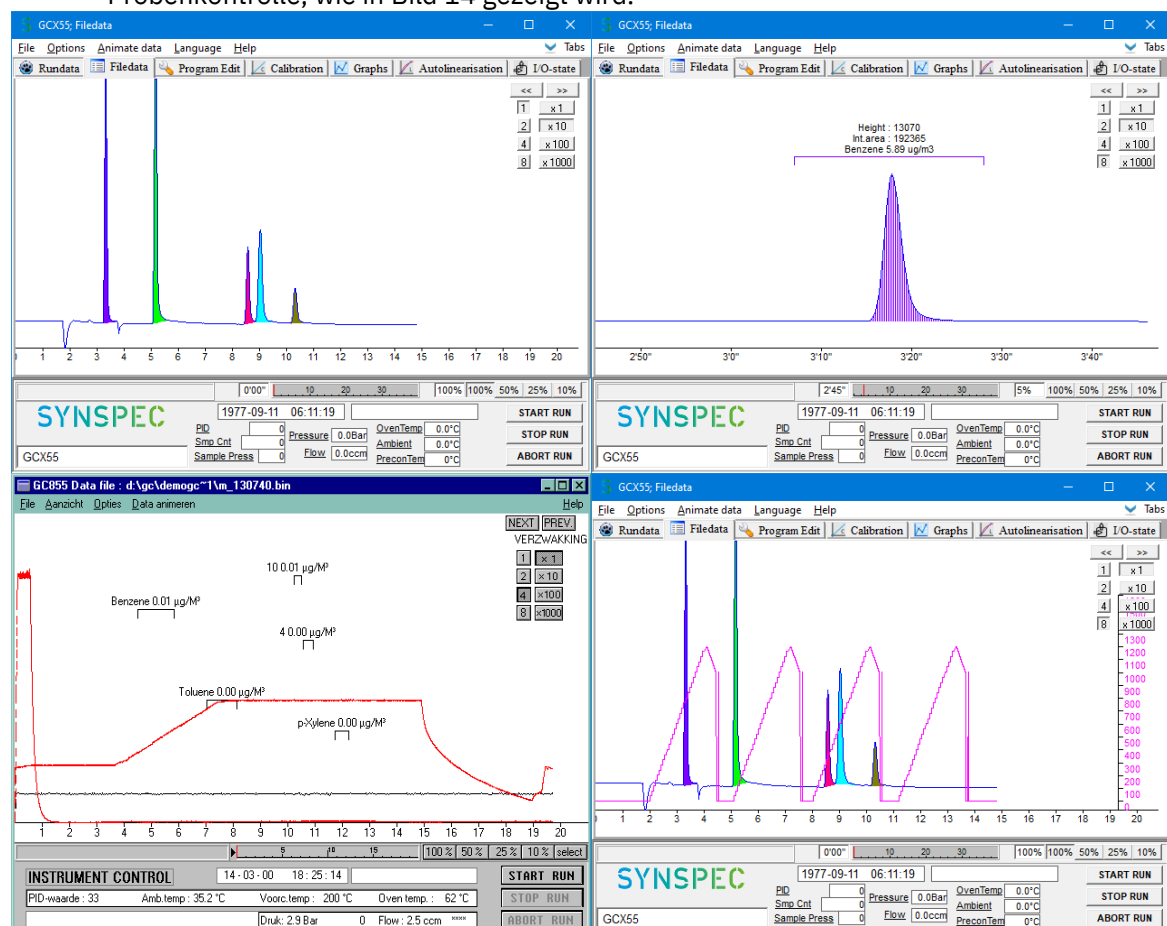 Probenkontrolle, wie in Bild 14 gezeigt wird.
GCX55; Filedata
File Options Animate data Language Help Tabs
Rundata Filedata Program Edit Calibration Graphs Autolinearisation I/O-state
<< >>
1 x 1
2 x 10
4 x 100
8 x 1000
1 2 3 4 5 6 7 8 9 10 11 12 13 14 15 16 17 18 19 20
0'00" 10 20 30 100% 100% 50% 25% 10%
SYNSPEC
1977-09-11 06:11:19
START RUN
PID 0
Smp Cnt 0
Sample Press 0
Pressure 0.0Bar
Flow 0.0ccm
OvenTemp 0.0°C
Ambient 0.0°C
PreconTem 0°C
STOP RUN
GCX55
ABORT RUN
GCX55; Filedata
File Options Animate data Language Help Tabs
Rundata Filedata Program Edit Calibration Graphs Autolinearisation I/O-state
<< >>
1 x 1
2 x 10
4 x 100
8 x 1000
Height : 13070
Int.area : 192365
Benzene 5.89 ug/m3
2'50" 3'0" 3'10" 3'20" 3'30" 3'40"
2'45" 10 20 30 5% 100% 50% 25% 10%
SYNSPEC
1977-09-11 06:11:19
START RUN
PID 0
Smp Cnt 0
Sample Press 0
Pressure 0.0Bar
Flow 0.0ccm
OvenTemp 0.0°C
Ambient 0.0°C
PreconTem 0°C
STOP RUN
GCX55
ABORT RUN
GC855 Data file : d:\gc\demogc~1\m_130740.bin
File Aanzicht Opties Data animeren Help
NEXT PREV.
VERZWAKKING
1 × 1
2 × 10
4 ×100
8 ×1000
10 0.01 µg/M³
Benzene 0.01 µg/M³
4 0.00 µg/M³
Toluene 0.00 µg/M³
p-Xylene 0.00 µg/M³
1 2 3 4 5 6 7 8 9 10 11 12 13 14 15 16 17 18 19 20
5 10 15 100 % 50 % 25 % 10 % select
INSTRUMENT CONTROL 14 - 03 - 00 18 : 25 : 14 START RUN
PID-waarde : 33 Amb.temp : 35.2 °C Voorc.temp : 200 °C Oven temp. : 62 °C STOP RUN
Druk: 2.9 Bar 0 Flow : 2.5 ccm **** ABORT RUN
GCX55; Filedata
File Options Animate data Language Help Tabs
Rundata Filedata Program Edit Calibration Graphs Autolinearisation I/O-state
<< >>
1 x 1
2 x 10
4 x 100
8 x 1000
1300
1200
1100
1000
900
800
700
600
500
400
300
200
100
0
1 2 3 4 5 6 7 8 9 10 11 12 13 14 15 16 17 18 19 20
0'00" 10 20 30 100% 100% 50% 25% 10%
SYNSPEC
1977-09-11 06:11:19
START RUN
PID 0
Smp Cnt 0
Sample Press 0
Pressure 0.0Bar
Flow 0.0ccm
OvenTemp 0.0°C
Ambient 0.0°C
PreconTem 0°C
STOP RUN
GCX55
ABORT RUN